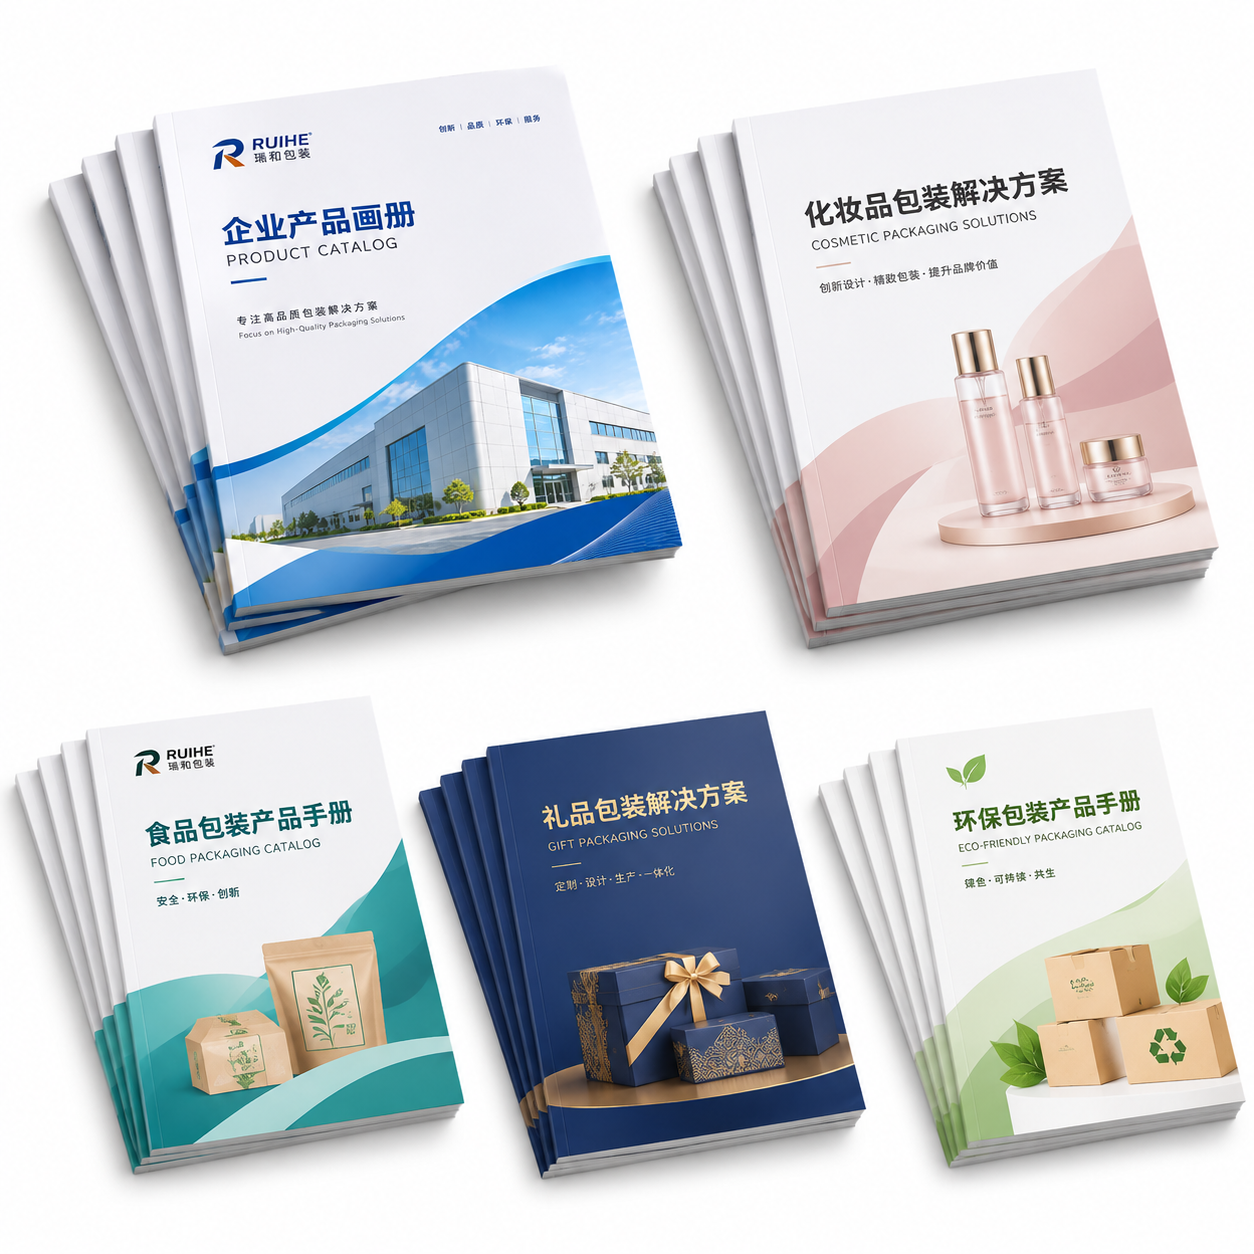 RUIHE®
瑞和包装
创新 | 品质 | 环保 | 服务
企业产品画册
PRODUCT CATALOG
专注高品质包装解决方案
Focus on High-Quality Packaging Solutions
化妆品包装解决方案
COSMETIC PACKAGING SOLUTIONS
创新设计·精致包装·提升品牌价值
RUIHE®
瑞和包装
食品包装产品手册
FOOD PACKAGING CATALOG
安全·环保·创新
礼品包装解决方案
GIFT PACKAGING SOLUTIONS
定制·设计·生产·一体化
环保包装产品手册
ECO-FRIENDLY PACKAGING CATALOG
绿色·可持续·共生